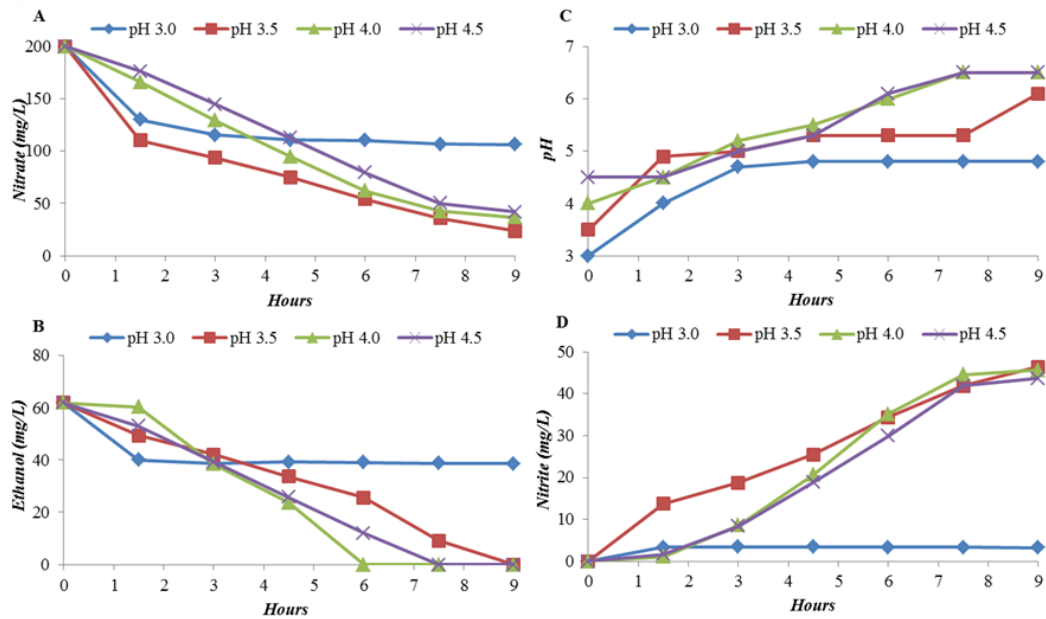 A
pH 3.0 pH 3.5 pH 4.0 pH 4.5
200
150
100
50
0
Nitrate (mg/L)
0 1 2 3 4 5 6 7 8 9
Hours
C
pH 3.0 pH 3.5 pH 4.0 pH 4.5
7
6
5
4
3
pH
0 1 2 3 4 5 6 7 8 9
Hours
B
pH 3.0 pH 3.5 pH 4.0 pH 4.5
80
60
40
20
0
Ethanol (mg/L)
0 1 2 3 4 5 6 7 8 9
Hours
D
pH 3.0 pH 3.5 pH 4.0 pH 4.5
50
40
30
20
10
0
Nitrite (mg/L)
0 1 2 3 4 5 6 7 8 9
Hours